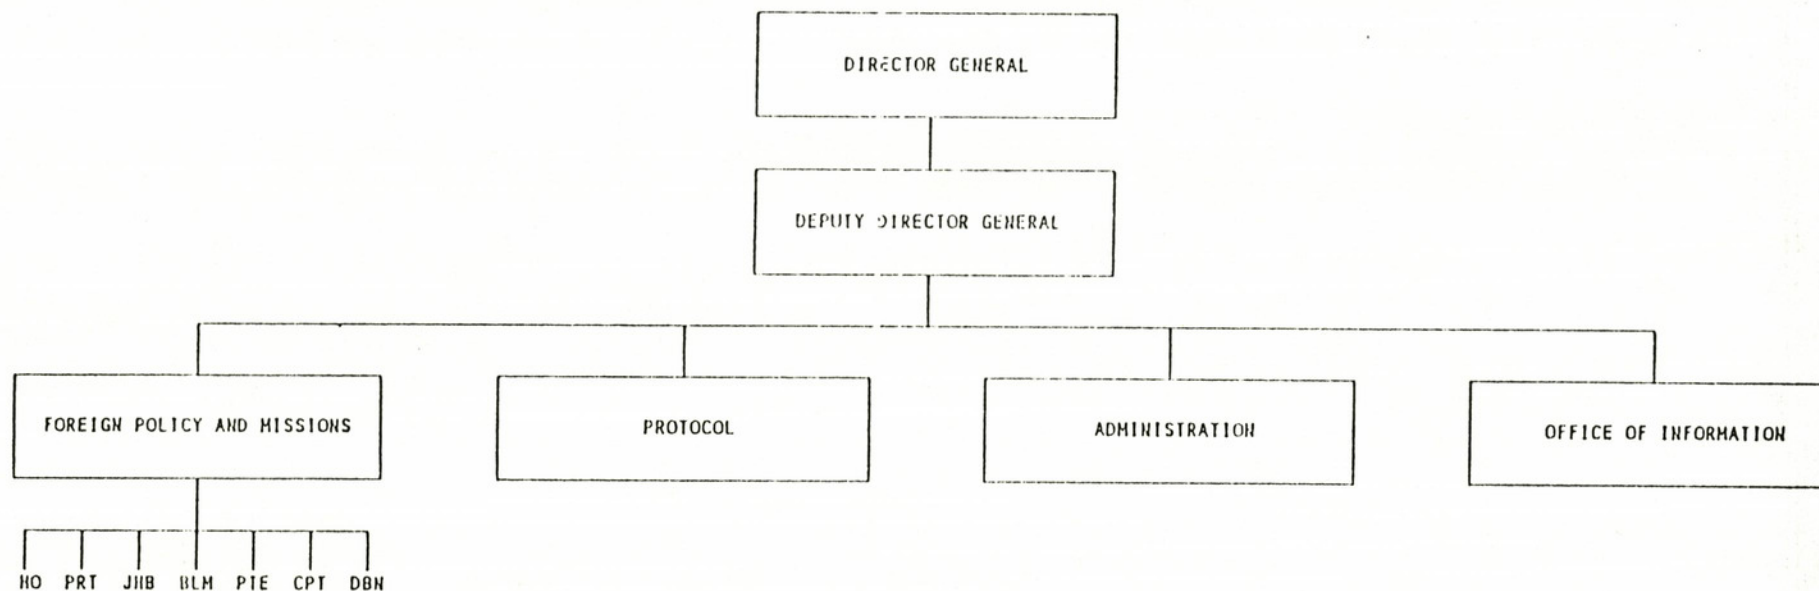 DIRECTOR GENERAL
DEPUTY DIRECTOR GENERAL
FOREIGN POLICY AND MISSIONS
PROTOCOL
ADMINISTRATION
OFFICE OF INFORMATION
HO PRT JHB BLM PTE CPT DBN